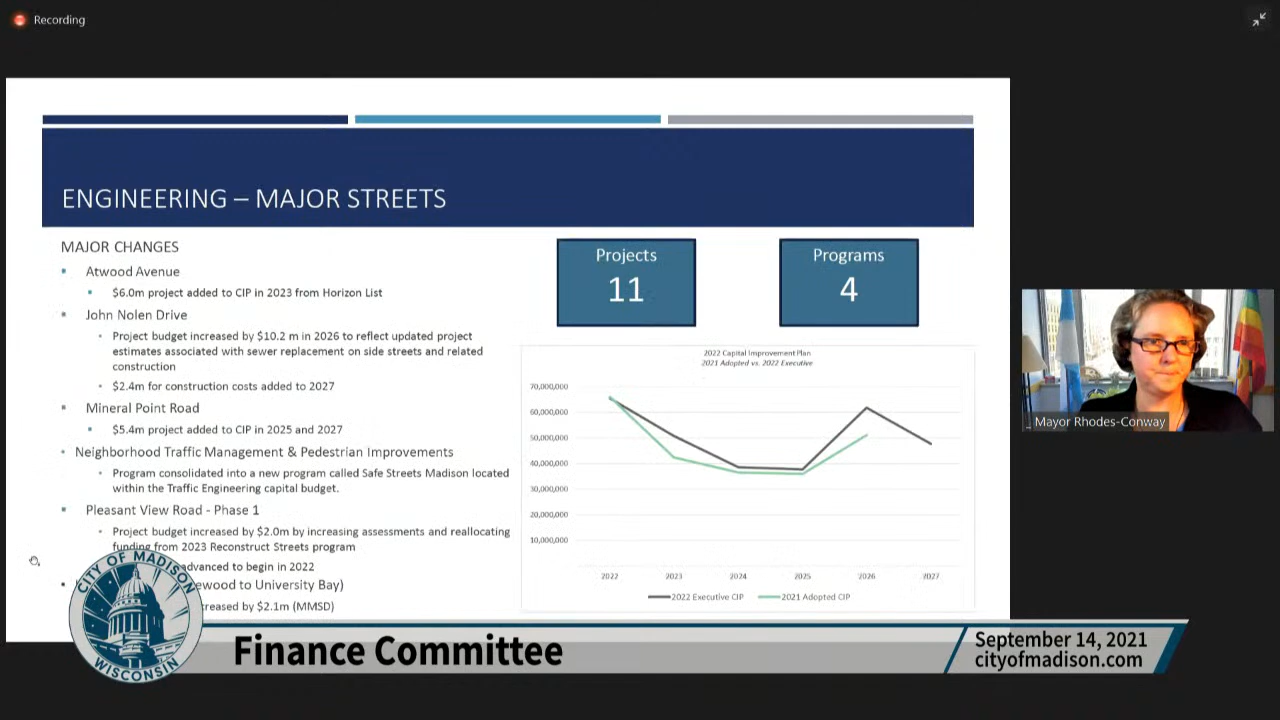 Recording
ENGINEERING – MAJOR STREETS
MAJOR CHANGES
Atwood Avenue
$6.0m project added to CIP in 2023 from Horizon List
John Nolen Drive
Project budget increased by $10.2 m in 2026 to reflect updated project
estimates associated with sewer replacement on side streets and related
construction
$2.4m for construction costs added to 2027
Mineral Point Road
$5.4m project added to CIP in 2025 and 2027
Neighborhood Traffic Management & Pedestrian Improvements
Program consolidated into a new program called Safe Streets Madison located
within the Traffic Engineering capital budget.
Pleasant View Road - Phase 1
Project budget increased by $2.0m by increasing assessments and reallocating
funding from 2023 Reconstruct Streets program
advanced to begin in 2022
to University Bay)
by $2.1m (MMSD)
Projects
11
Programs
4
2022 Capital Improvement Plan
2021 Adopted vs. 2022 Executive
70,000,000
60,000,000
50,000,000
40,000,000
30,000,000
20,000,000
10,000,000
2022 2023 2024 2025 2026 2027
2022 Executive CIP 2021 Adopted CIP
Mayor Rhodes-Conway
CITY OF MADISON
WISCONSIN
Finance Committee
September 14, 2021
cityofmadison.com